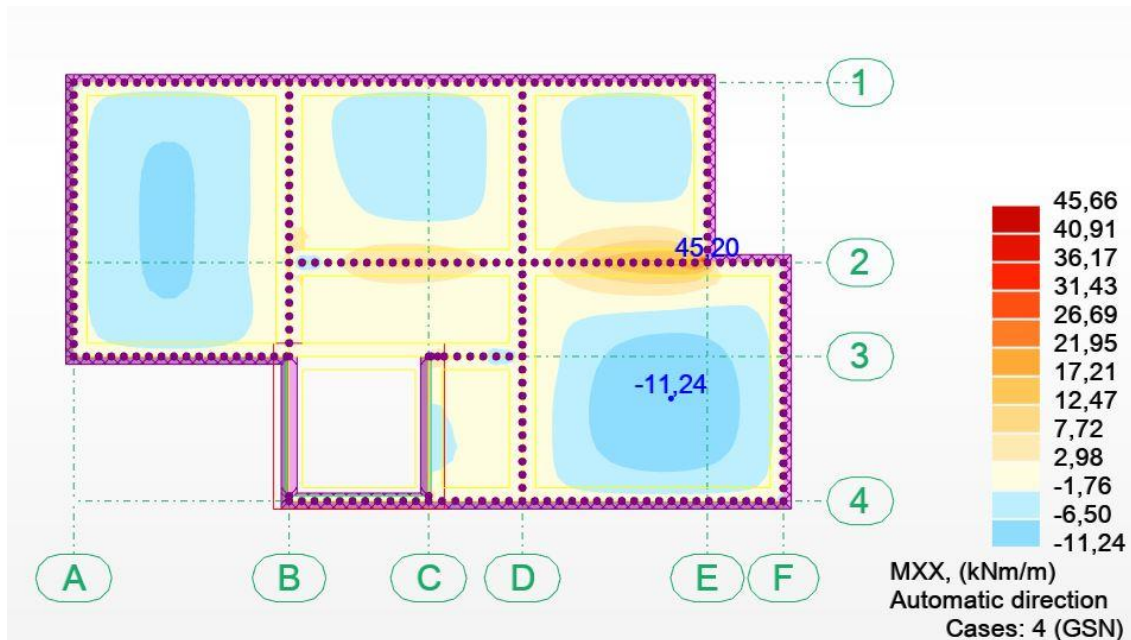 1
45,20
2
3
-11,24
4
A
B
C
D
E
F
45,66
40,91
36,17
31,43
26,69
21,95
17,21
12,47
7,72
2,98
-1,76
-6,50
-11,24
MXX, (kNm/m)
Automatic direction
Cases: 4 (GSN)